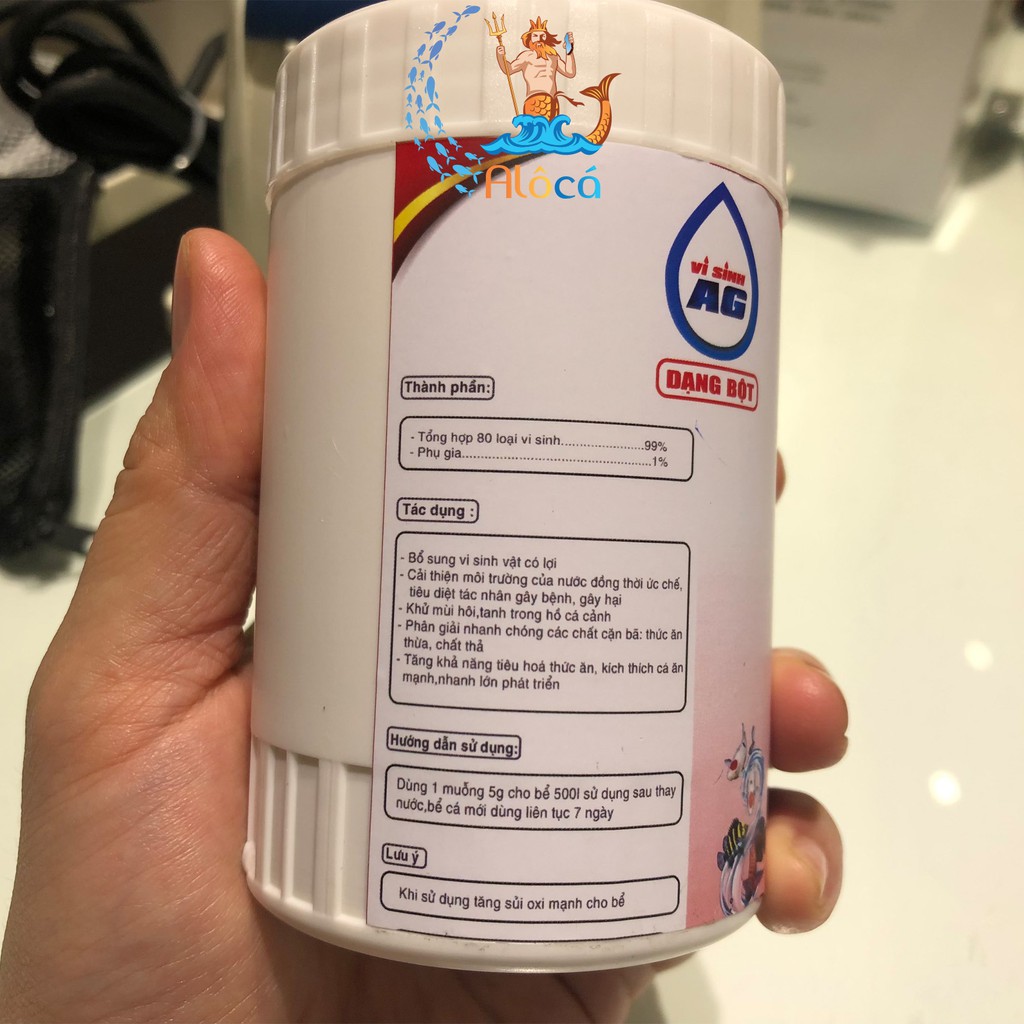 Alôcá
VI SINH
AG
DẠNG BỘT
Thành phần:
- Tổng hợp 80 loại vi sinh.......................99%
- Phụ gia....................................................1%
Tác dụng :
- Bổ sung vi sinh vật có lợi
- Cải thiện môi trường của nước đồng thời ức chế,
tiêu diệt tác nhân gây bệnh, gây hại
- Khử mùi hôi,tanh trong hồ cá cảnh
- Phân giải nhanh chóng các chất cặn bã: thức ăn
thừa, chất thả
- Tăng khả năng tiêu hoá thức ăn, kích thích cá ăn
mạnh,nhanh lớn phát triển
Hướng dẫn sử dụng:
Dùng 1 muỗng 5g cho bể 500l sử dụng sau thay
nước,bể cá mới dùng liên tục 7 ngày
Lưu ý
Khi sử dụng tăng sủi oxi mạnh cho bể